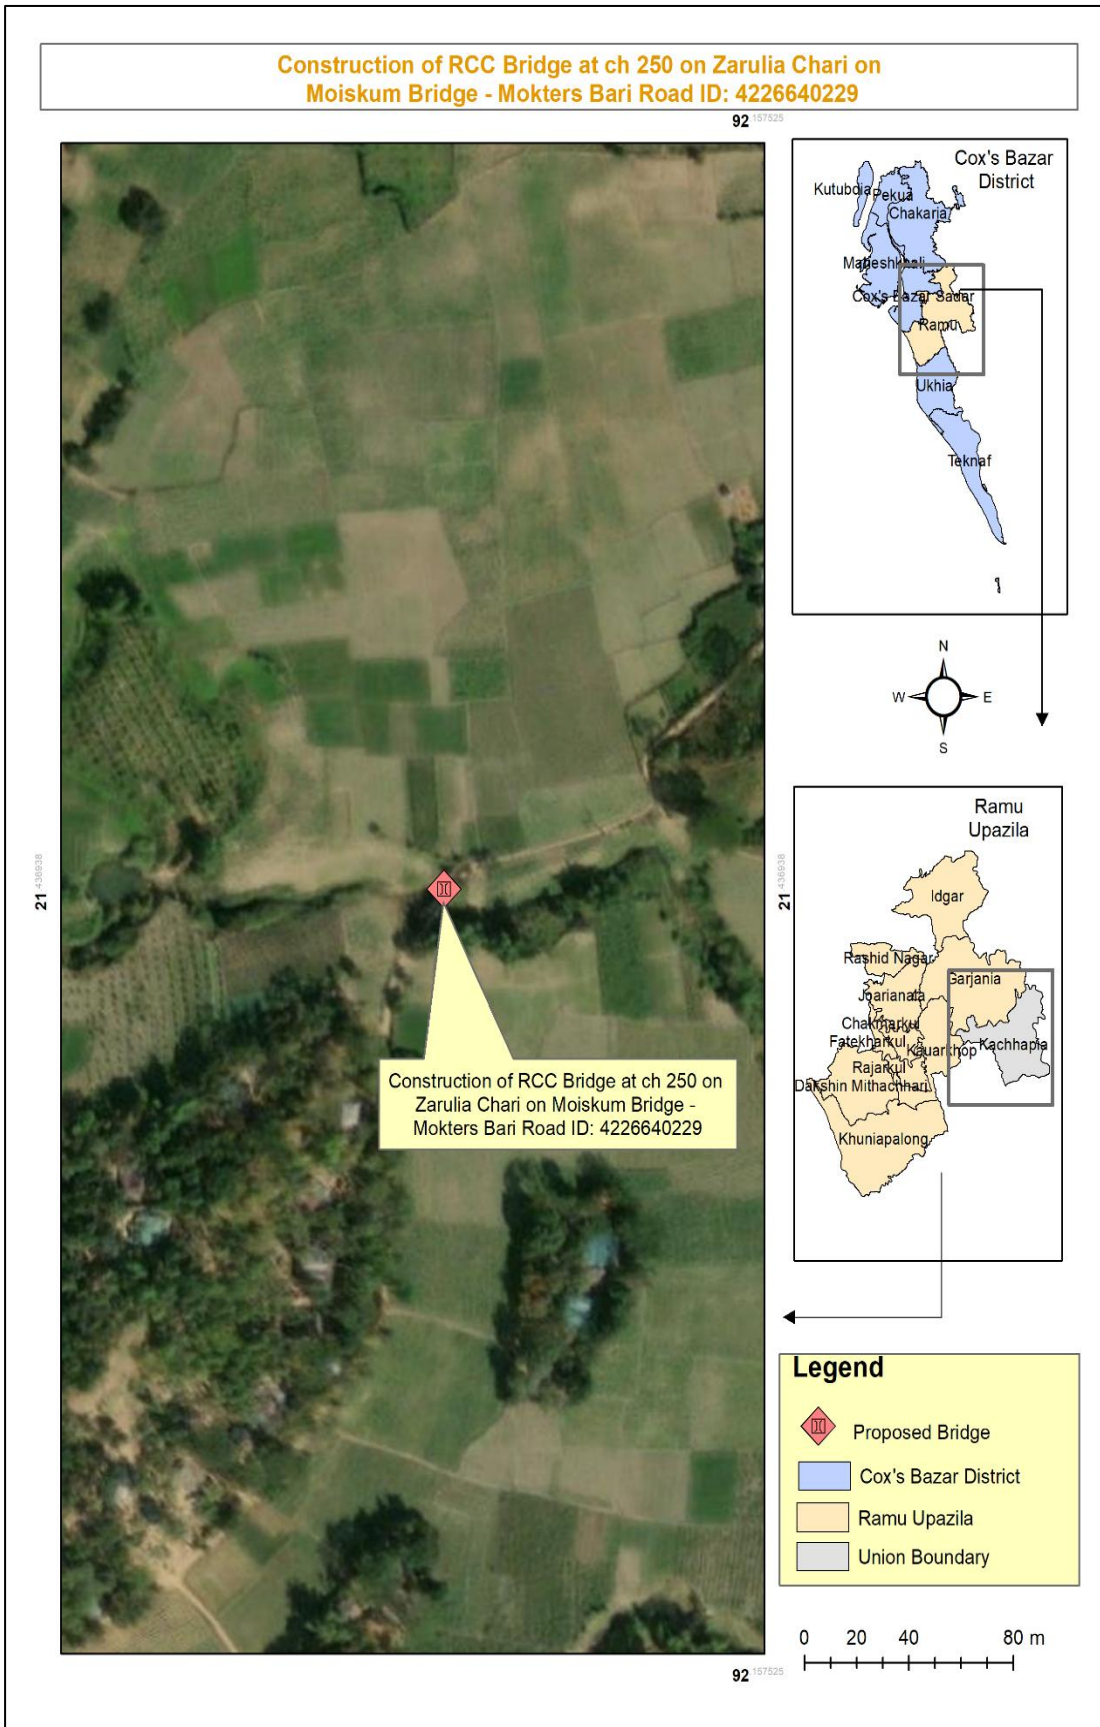 Construction of RCC Bridge at ch 250 on Zarulia Chari on
Moiskum Bridge - Mokters Bari Road ID: 4226640229
92 157525
Cox's Bazar
District
Kutubdia
Pekua
Chakaria
Maheshkhali
Cox's Bazar Sadar
Ramu
Ukhia
Teknaf
N
W
E
S
Ramu
Upazila
21 436938
21 436938
Idgar
Rashid Nagar
Garjania
Joarianala
Chakmarkul
Fatekharkul
Kauarkhop
Kachhapia
Rajarkul
Dakshin Mithachhari
Khuniapalong
Construction of RCC Bridge at ch 250 on
Zarulia Chari on Moiskum Bridge -
Mokters Bari Road ID: 4226640229
Legend
Proposed Bridge
Cox's Bazar District
Ramu Upazila
Union Boundary
0 20 40 80 m
92 157525